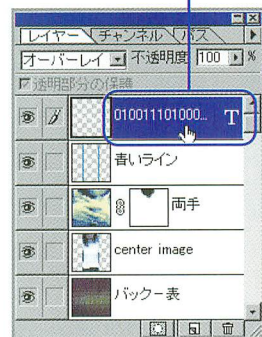 レイヤー チャンネル パス
オーバーレイ 不透明度: 100 %
透明部分の保護
010011101000... T
青いライン
両手
center image
バックー表